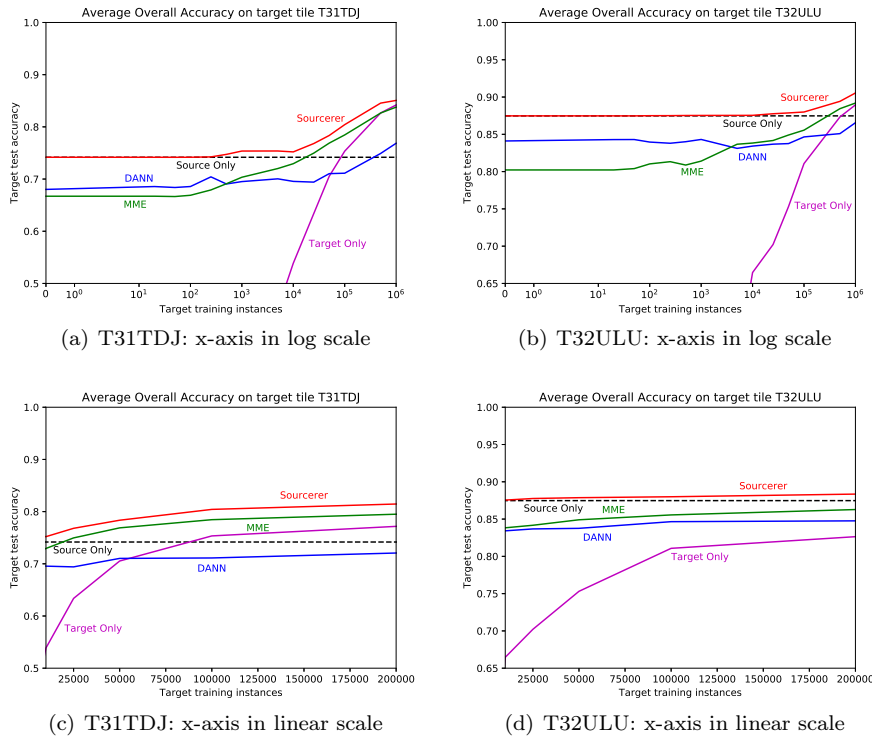 Average Overall Accuracy on target tile T31TDJ
Target test accuracy
1.0
0.9
0.8
0.7
0.6
0.5
Sourcerer
Source Only
DANN
MME
Target Only
0 10^0 10^1 10^2 10^3 10^4 10^5 10^6
Target training instances
(a) T31TDJ: x-axis in log scale
Average Overall Accuracy on target tile T32ULU
Target test accuracy
1.00
0.95
0.90
0.85
0.80
0.75
0.70
0.65
Sourcerer
Source Only
DANN
MME
Target Only
0 10^0 10^1 10^2 10^3 10^4 10^5 10^6
Target training instances
(b) T32ULU: x-axis in log scale
Average Overall Accuracy on target tile T31TDJ
Target test accuracy
1.0
0.9
0.8
0.7
0.6
0.5
Sourcerer
MME
Source Only
DANN
Target Only
25000 50000 75000 100000 125000 150000 175000 200000
Target training instances
(c) T31TDJ: x-axis in linear scale
Average Overall Accuracy on target tile T32ULU
Target test accuracy
1.00
0.95
0.90
0.85
0.80
0.75
0.70
0.65
Sourcerer
Source Only
MME
DANN
Target Only
25000 50000 75000 100000 125000 150000 175000 200000
Target training instances
(d) T32ULU: x-axis in linear scale